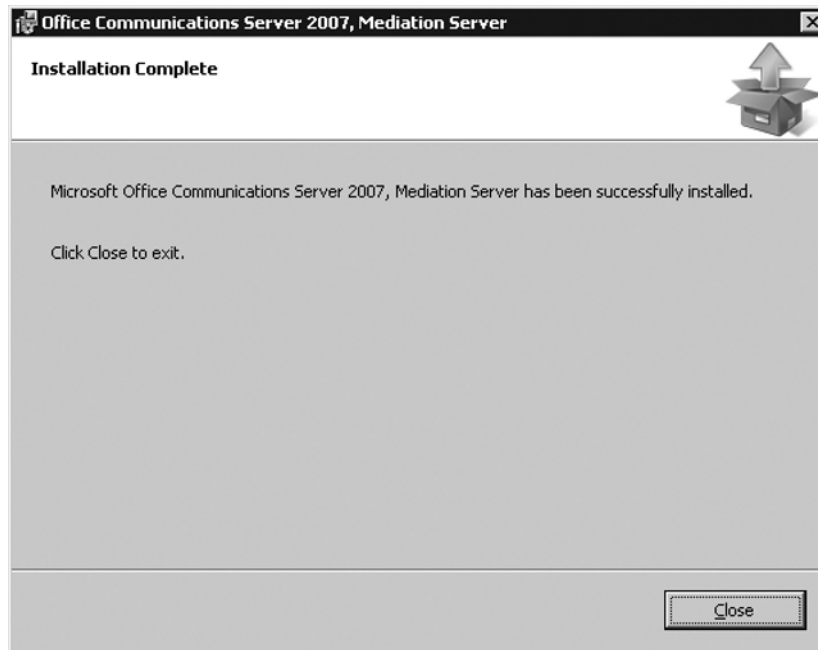 Office Communications Server 2007, Mediation Server
Installation Complete
Microsoft Office Communications Server 2007, Mediation Server has been successfully installed.
Click Close to exit.
Close